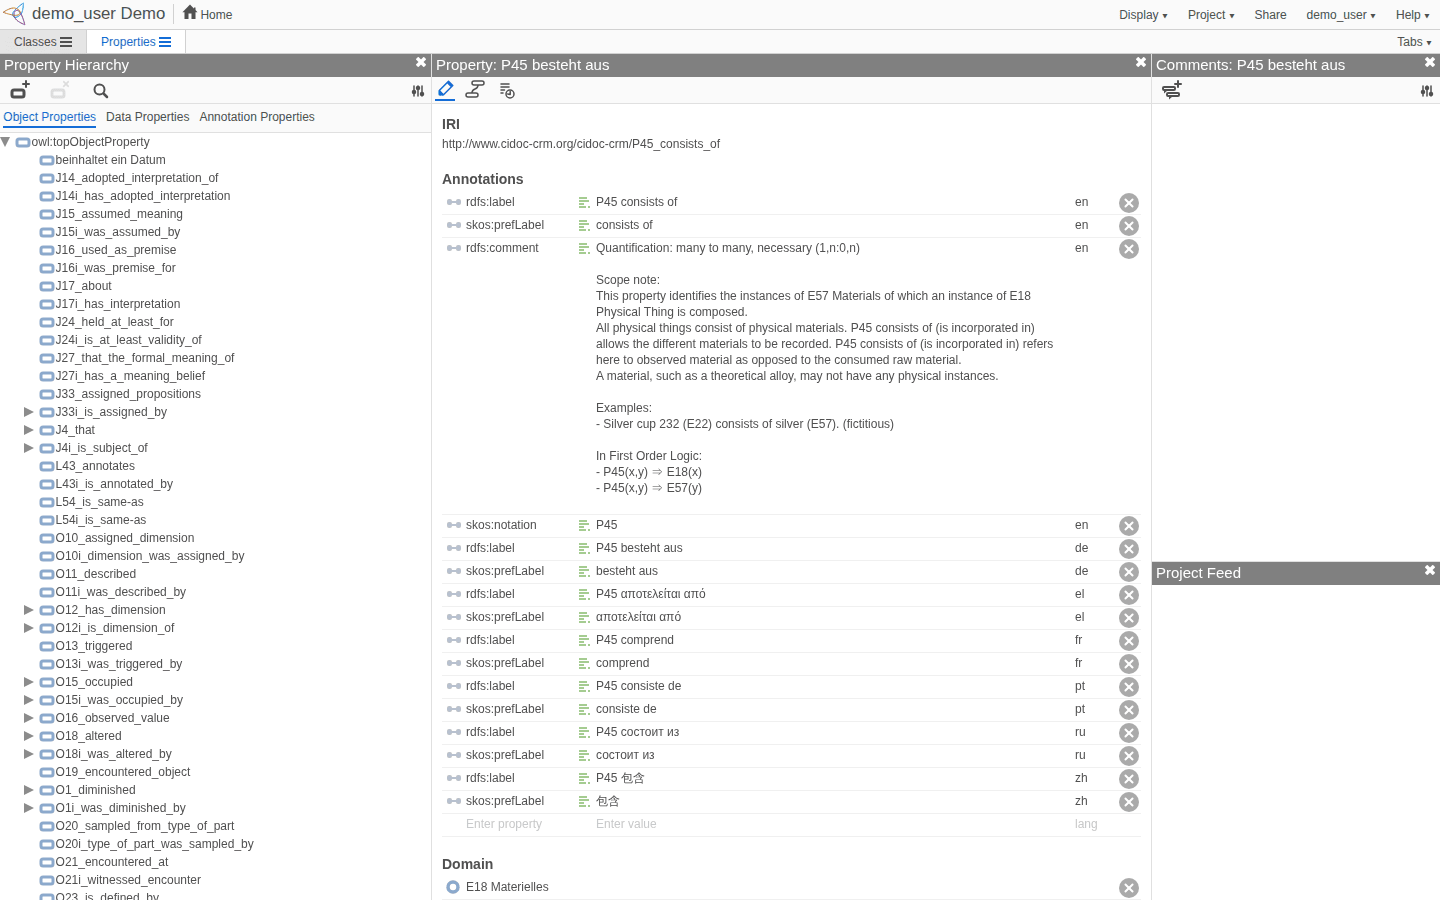 demo_user Demo Home Display Project Share demo_user Help
Classes Properties Tabs
Property Hierarchy
Object Properties Data Properties Annotation Properties
owl:topObjectProperty
beinhaltet ein Datum
J14_adopted_interpretation_of
J14i_has_adopted_interpretation
J15_assumed_meaning
J15i_was_assumed_by
J16_used_as_premise
J16i_was_premise_for
J17_about
J17i_has_interpretation
J24_held_at_least_for
J24i_is_at_least_validity_of
J27_that_the_formal_meaning_of
J27i_has_a_meaning_belief
J33_assigned_propositions
J33i_is_assigned_by
J4_that
J4i_is_subject_of
L43_annotates
L43i_is_annotated_by
L54_is_same-as
L54i_is_same-as
O10_assigned_dimension
O10i_dimension_was_assigned_by
O11_described
O11i_was_described_by
O12_has_dimension
O12i_is_dimension_of
O13_triggered
O13i_was_triggered_by
O15_occupied
O15i_was_occupied_by
O16_observed_value
O18_altered
O18i_was_altered_by
O19_encountered_object
O1_diminished
O1i_was_diminished_by
O20_sampled_from_type_of_part
O20i_type_of_part_was_sampled_by
O21_encountered_at
O21i_witnessed_encounter
O23_is_defined_by
Property: P45 besteht aus
IRI
http://www.cidoc-crm.org/cidoc-crm/P45_consists_of
Annotations
rdfs:label P45 consists of en
skos:prefLabel consists of en
rdfs:comment Quantification: many to many, necessary (1,n:0,n) en
Scope note:
This property identifies the instances of E57 Materials of which an instance of E18
Physical Thing is composed.
All physical things consist of physical materials. P45 consists of (is incorporated in)
allows the different materials to be recorded. P45 consists of (is incorporated in) refers
here to observed material as opposed to the consumed raw material.
A material, such as a theoretical alloy, may not have any physical instances.
Examples:
- Silver cup 232 (E22) consists of silver (E57). (fictitious)
In First Order Logic:
- P45(x,y) ⇒ E18(x)
- P45(x,y) ⇒ E57(y)
skos:notation P45 en
rdfs:label P45 besteht aus de
skos:prefLabel besteht aus de
rdfs:label P45 αποτελείται από el
skos:prefLabel αποτελείται από el
rdfs:label P45 comprend fr
skos:prefLabel comprend fr
rdfs:label P45 consiste de pt
skos:prefLabel consiste de pt
rdfs:label P45 состоит из ru
skos:prefLabel состоит из ru
rdfs:label P45 包含 zh
skos:prefLabel 包含 zh
Enter property Enter value lang
Domain
E18 Materielles
Comments: P45 besteht aus
Project Feed